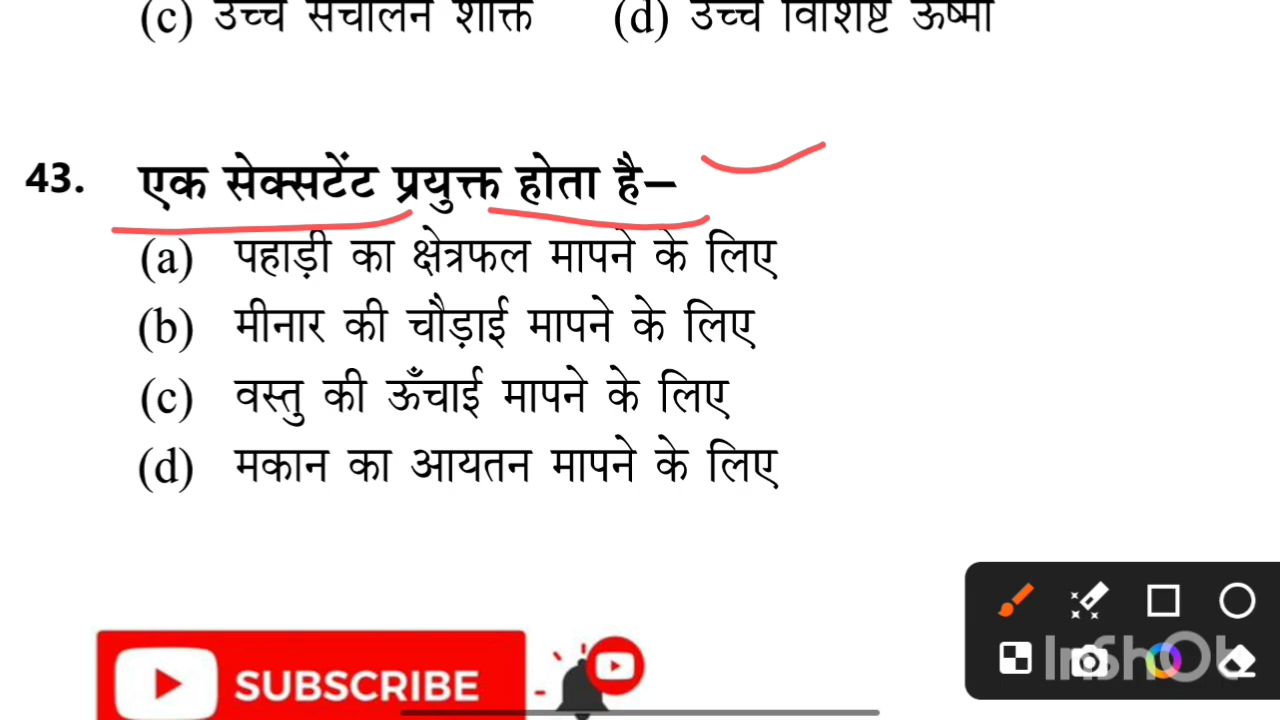 (c) उच्च संचालन शक्ति (d) उच्च विशिष्ट ऊष्मा
43. एक सेक्सटेंट प्रयुक्त होता है–
(a) पहाड़ी का क्षेत्रफल मापने के लिए
(b) मीनार की चौड़ाई मापने के लिए
(c) वस्तु की ऊँचाई मापने के लिए
(d) मकान का आयतन मापने के लिए
InShOt
SUBSCRIBE